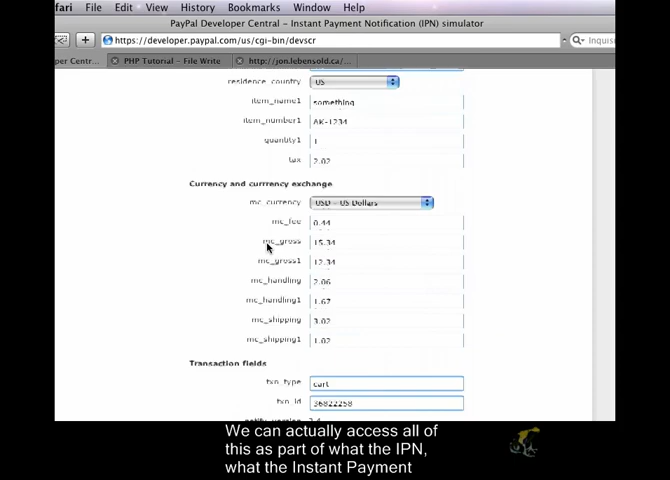 fari File Edit View History Bookmarks Window Help
PayPal Developer Central – Instant Payment Notification (IPN) simulator
https://developer.paypal.com/us/cgi-bin/devscr
per Centr... PHP Tutorial – File Write http://jon.lebensold.ca/...
residence_country US
item_name1 something
item_number1 AK-1234
quantity1 1
tax 2.02
Currency and currrency exchange
mc_currency USD – US Dollars
mc_fee 0.44
mc_gross 15.34
mc_gross1 12.34
mc_handling 2.06
mc_handling1 1.67
mc_shipping 3.02
mc_shipping1 1.02
Transaction fields
txn_type cart
txn_id 36822258
We can actually access all of
this as part of what the IPN,
what the Instant Payment